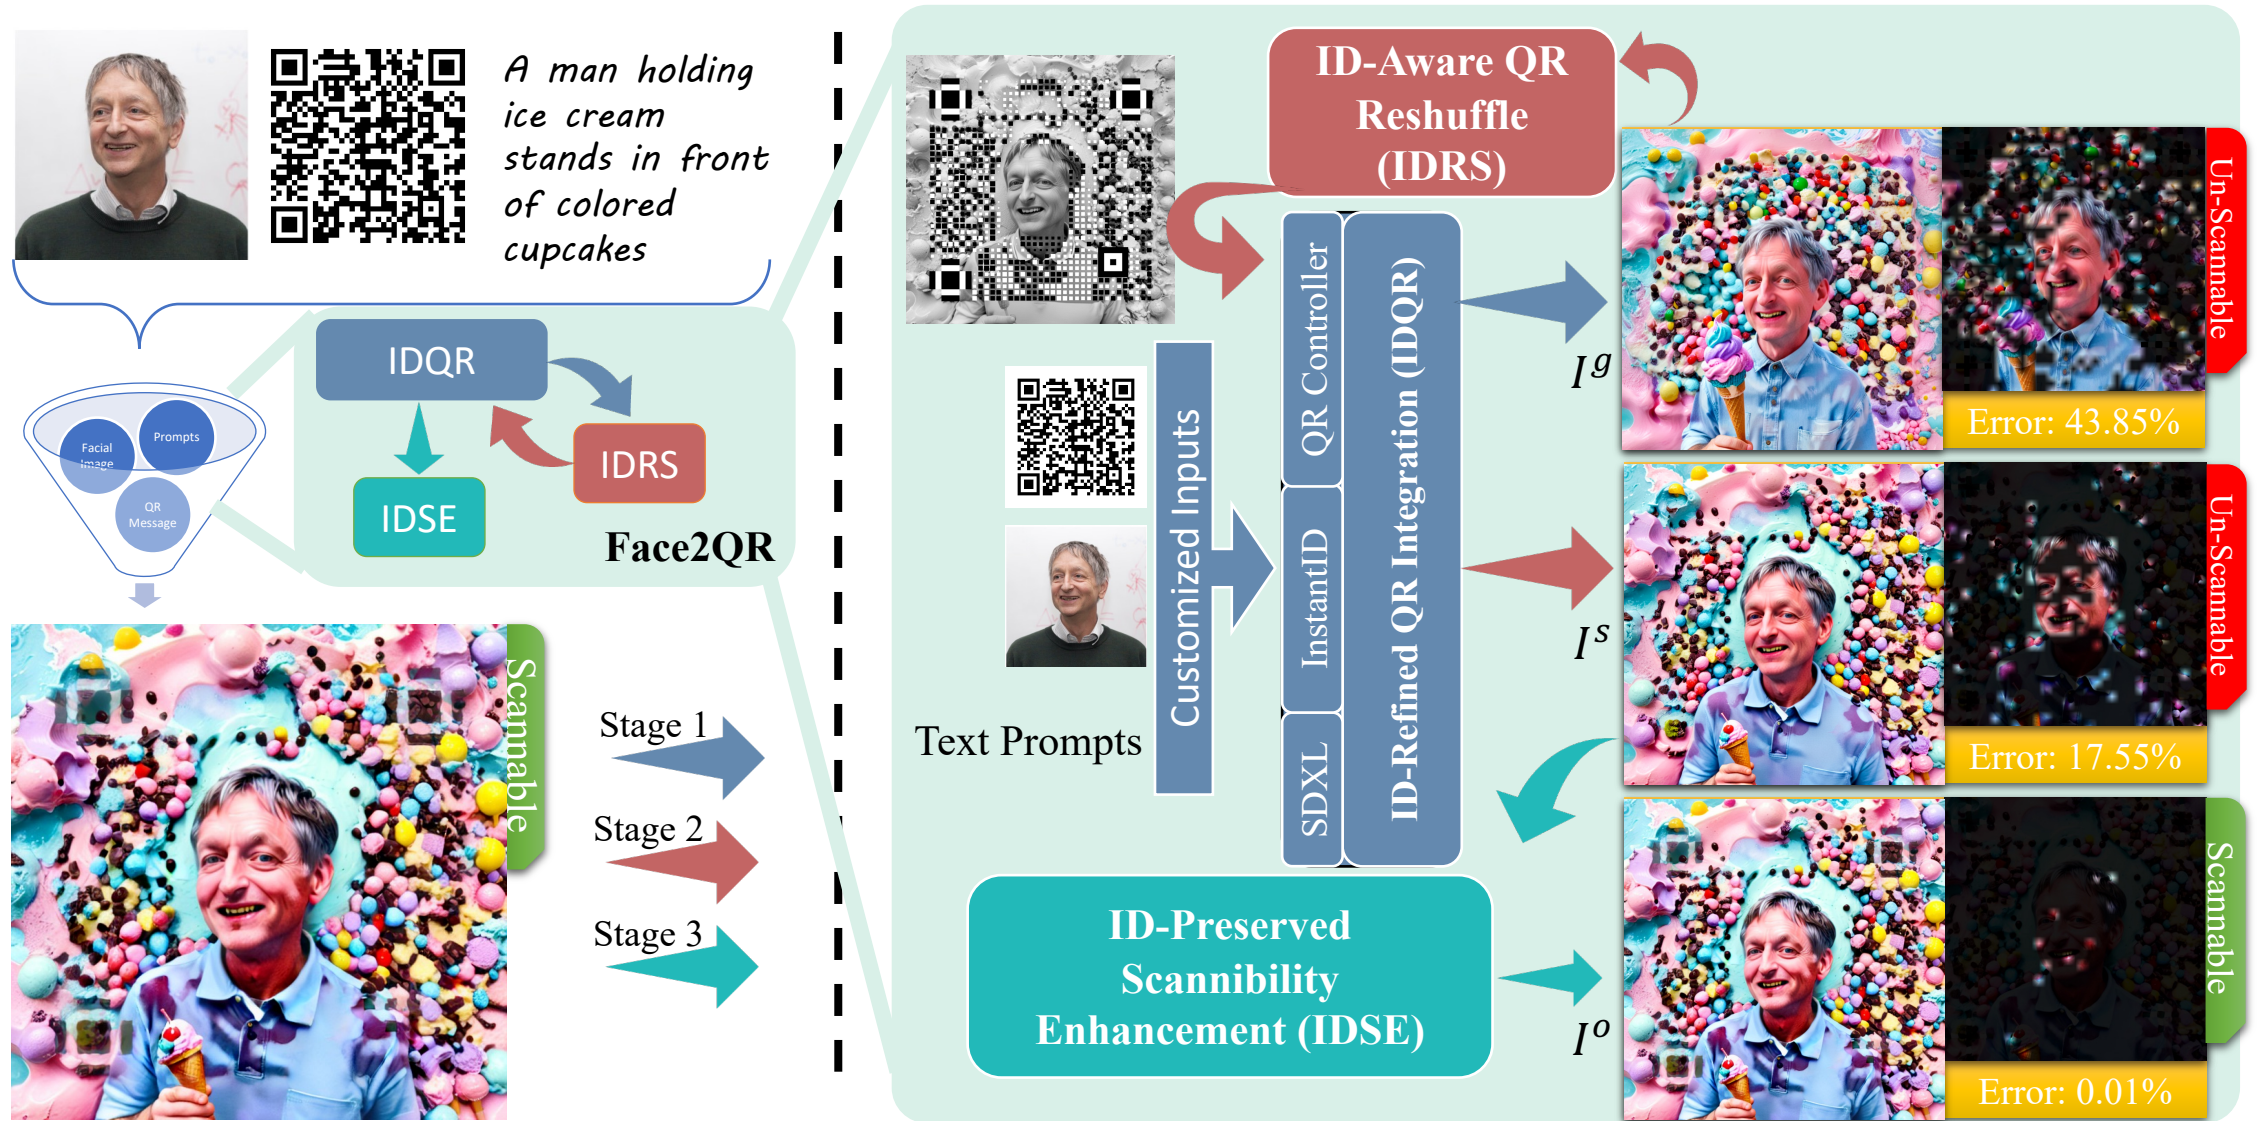 A man holding
ice cream
stands in front
of colored
cupcakes
IDQR
IDRS
IDSE
Face2QR
Facial
Image
Prompts
QR
Message
Scannable
Stage 1
Stage 2
Stage 3
ID-Aware QR
Reshuffle
(IDRS)
Text Prompts
Customized Inputs
QR Controller
InstantID
SDXL
ID-Refined QR Integration (IDQR)
I^g
Un-Scannable
Error: 43.85%
I^s
Un-Scannable
Error: 17.55%
ID-Preserved
Scannibility
Enhancement (IDSE)
I^o
Scannable
Error: 0.01%